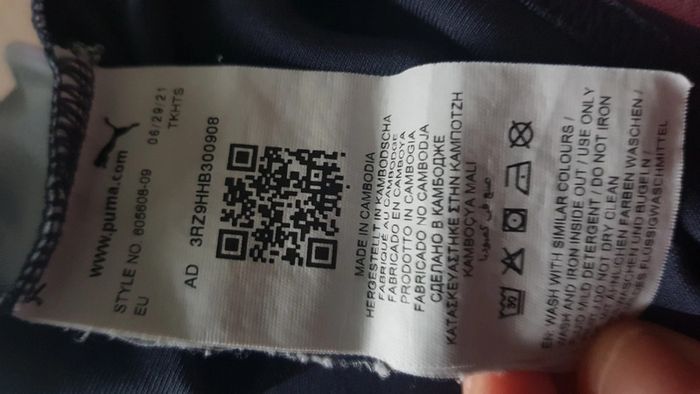 www.puma.com
STYLE NO. 605608-09
EU
06/29/21
TKHTS
AD
3RZ9HHB300908
MADE IN CAMBODIA
HERGESTELLT IN KAMBODSCHA
FABRIQUÉ AU CAMBODGE
FABRICADO EN CAMBOYA
PRODOTTO IN CAMBOGIA
FABRICADO NO CAMBODJA
СДЕЛАНО В КАМБОДЖЕ
ΚΑΤΑΣΚΕΥΑΣΤΗΚΕ ΣΤΗΝ ΚΑΜΠΟΤΖΗ
KAMBOÇYA MALI
صنع في كمبوديا
30
EN: WASH WITH SIMILAR COLOURS /
WASH AND IRON INSIDE OUT / USE ONLY
MILD DETERGENT / DO NOT IRON
DO NOT DRY CLEAN
ÄHNLICHEN FARBEN WASCHEN /
WASCHEN UND BÜGELN /
FLÜSSIGWASCHMITTEL